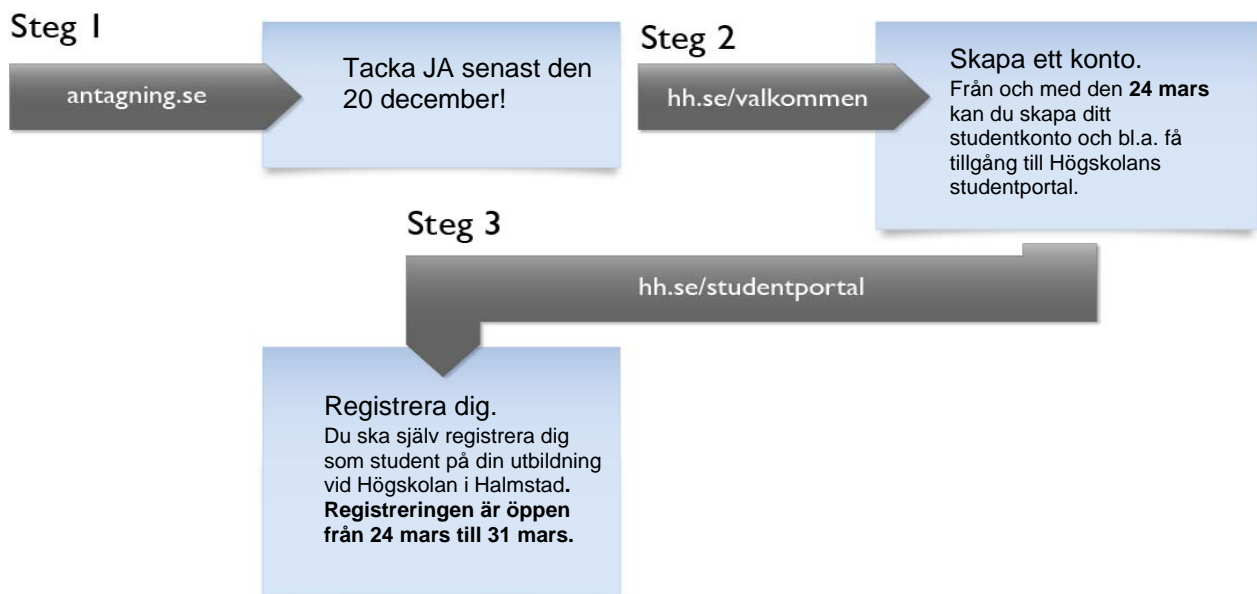 Steg 1
antagning.se
Tacka JA senast den
20 december!
Steg 2
hh.se/valkommen
Skapa ett konto.
Från och med den 24 mars
kan du skapa ditt
studentkonto och bl.a. få
tillgång till Högskolans
studentportal.
Steg 3
hh.se/studentportal
Registrera dig.
Du ska själv registrera dig
som student på din utbildning
vid Högskolan i Halmstad.
Registreringen är öppen
från 24 mars till 31 mars.